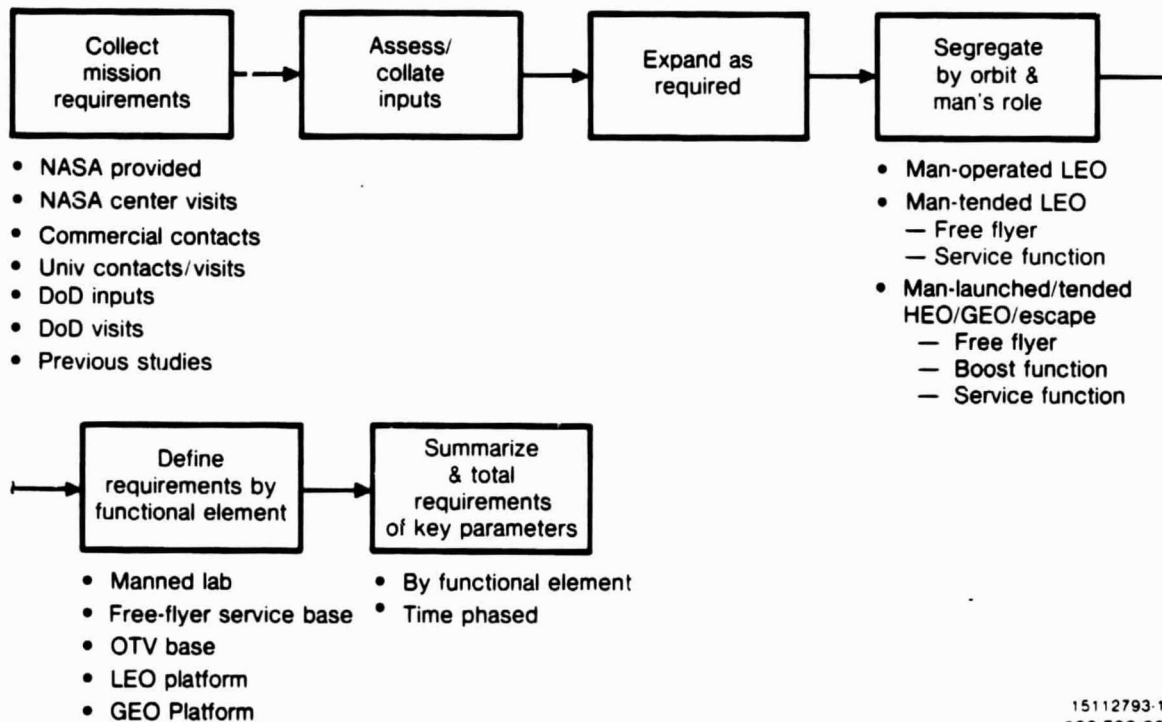 Collect
mission
requirements
Assess/
collate
inputs
Expand as
required
Segregate
by orbit &
man's role
• NASA provided
• NASA center visits
• Commercial contacts
• Univ contacts/visits
• DoD inputs
• DoD visits
• Previous studies
• Man-operated LEO
• Man-tended LEO
— Free flyer
— Service function
• Man-launched/tended
HEO/GEO/escape
— Free flyer
— Boost function
— Service function
Define
requirements by
functional element
Summarize
& total
requirements
of key parameters
• Manned lab
• Free-flyer service base
• OTV base
• LEO platform
• GEO Platform
• By functional element
• Time phased
15112793-1